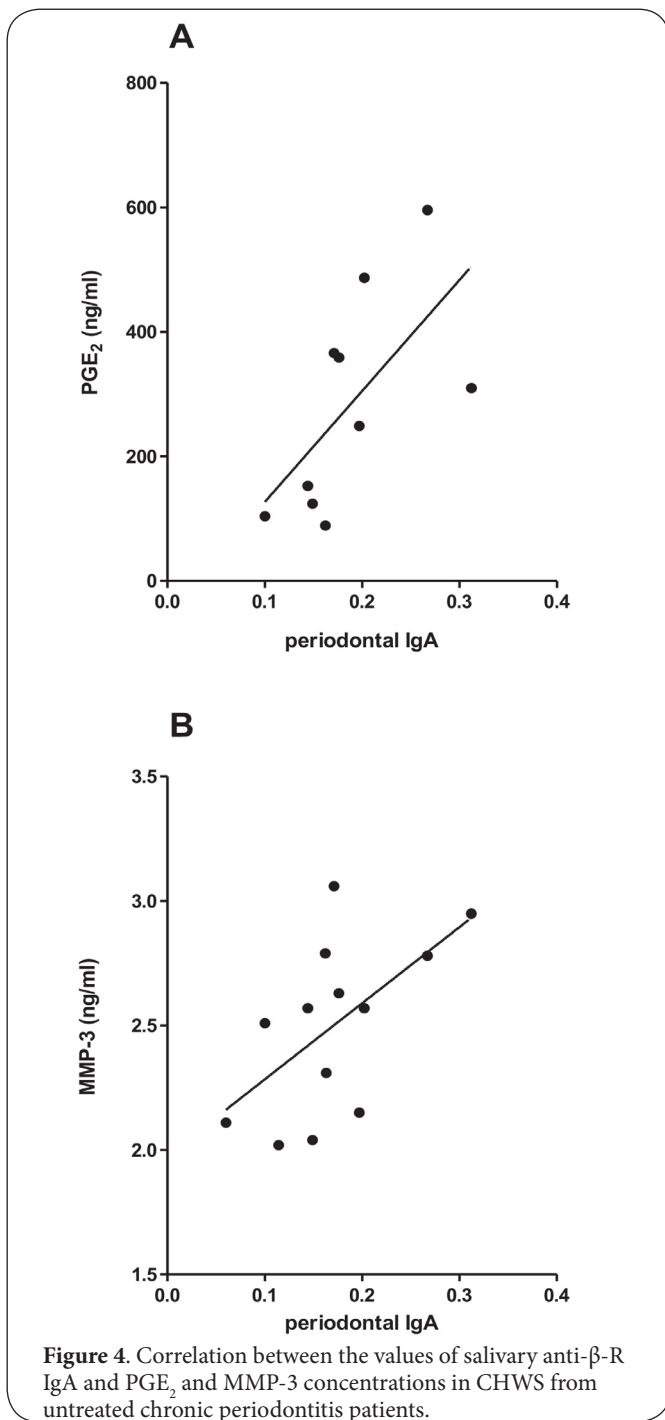 A
800
600
400
200
0
PGE₂ (ng/ml)
0.0 0.1 0.2 0.3 0.4
periodontal IgA
B
3.5
3.0
2.5
2.0
1.5
MMP-3 (ng/ml)
0.0 0.1 0.2 0.3 0.4
periodontal IgA
Figure 4. Correlation between the values of salivary anti-β-R
IgA and PGE₂ and MMP-3 concentrations in CHWS from
untreated chronic periodontitis patients.